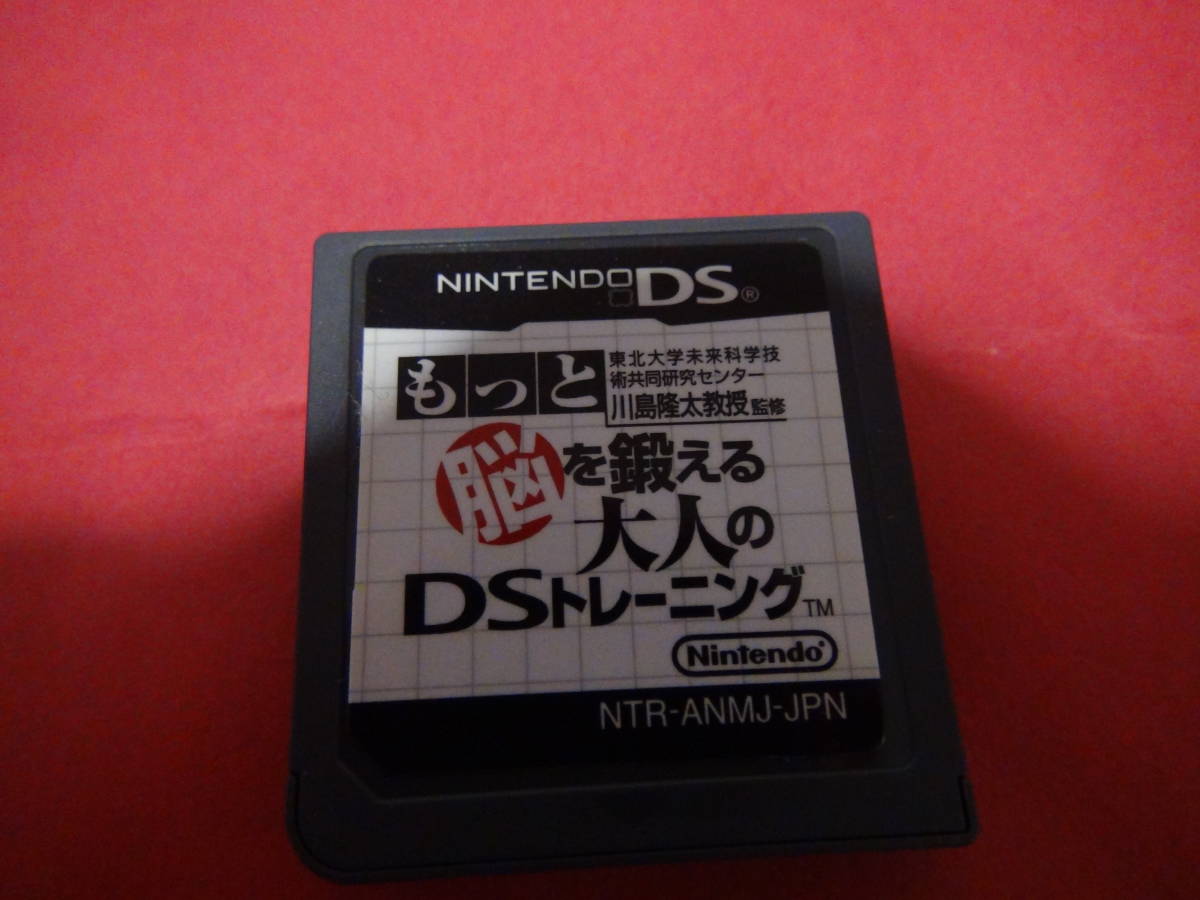 NINTENDO DS®
もっと
東北大学未来科学技
術共同研究センター
川島隆太教授監修
脳を鍛える
大人の
DSトレーニング™
Nintendo®
NTR-ANMJ-JPN